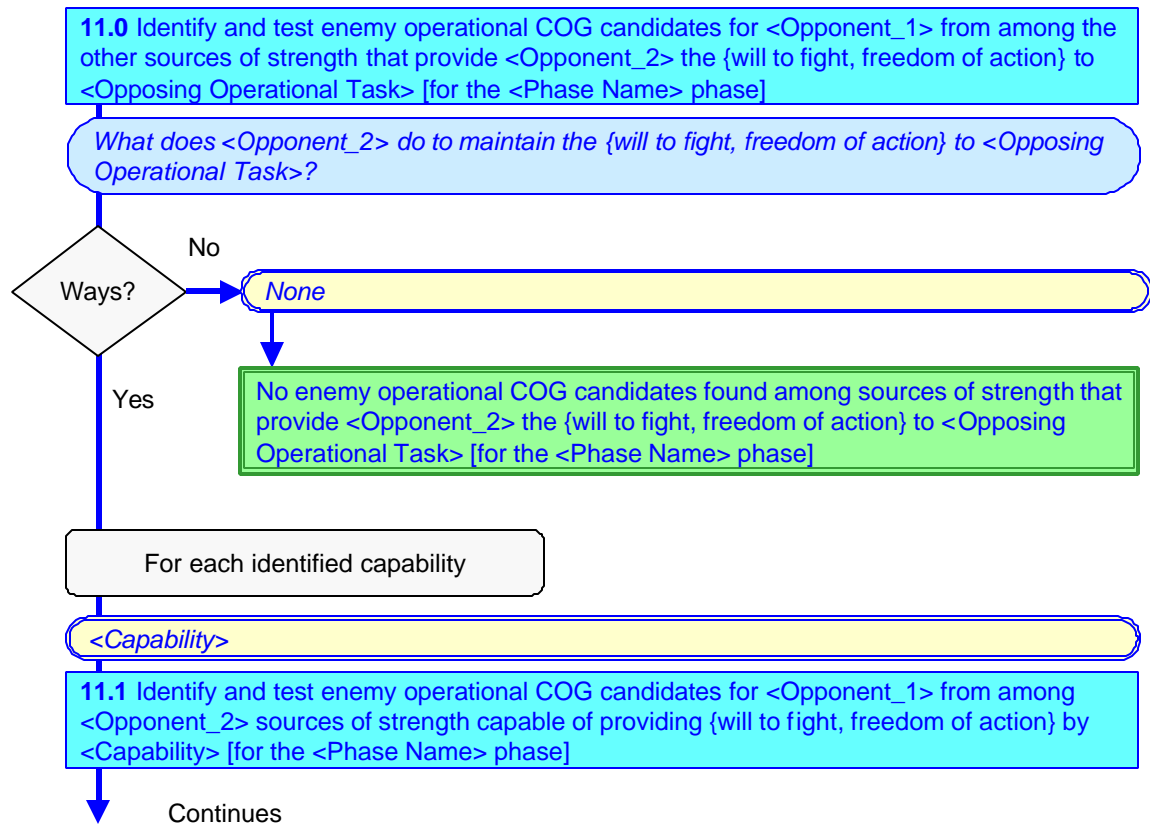 11.0 Identify and test enemy operational COG candidates for <Opponent_1> from among the
other sources of strength that provide <Opponent_2> the {will to fight, freedom of action} to
<Opposing Operational Task> [for the <Phase Name> phase]
What does <Opponent_2> do to maintain the {will to fight, freedom of action} to <Opposing
Operational Task>?
No
Ways?
None
Yes
No enemy operational COG candidates found among sources of strength that
provide <Opponent_2> the {will to fight, freedom of action} to <Opposing
Operational Task> [for the <Phase Name> phase]
For each identified capability
<Capability>
11.1 Identify and test enemy operational COG candidates for <Opponent_1> from among
<Opponent_2> sources of strength capable of providing {will to fight, freedom of action} by
<Capability> [for the <Phase Name> phase]
Continues